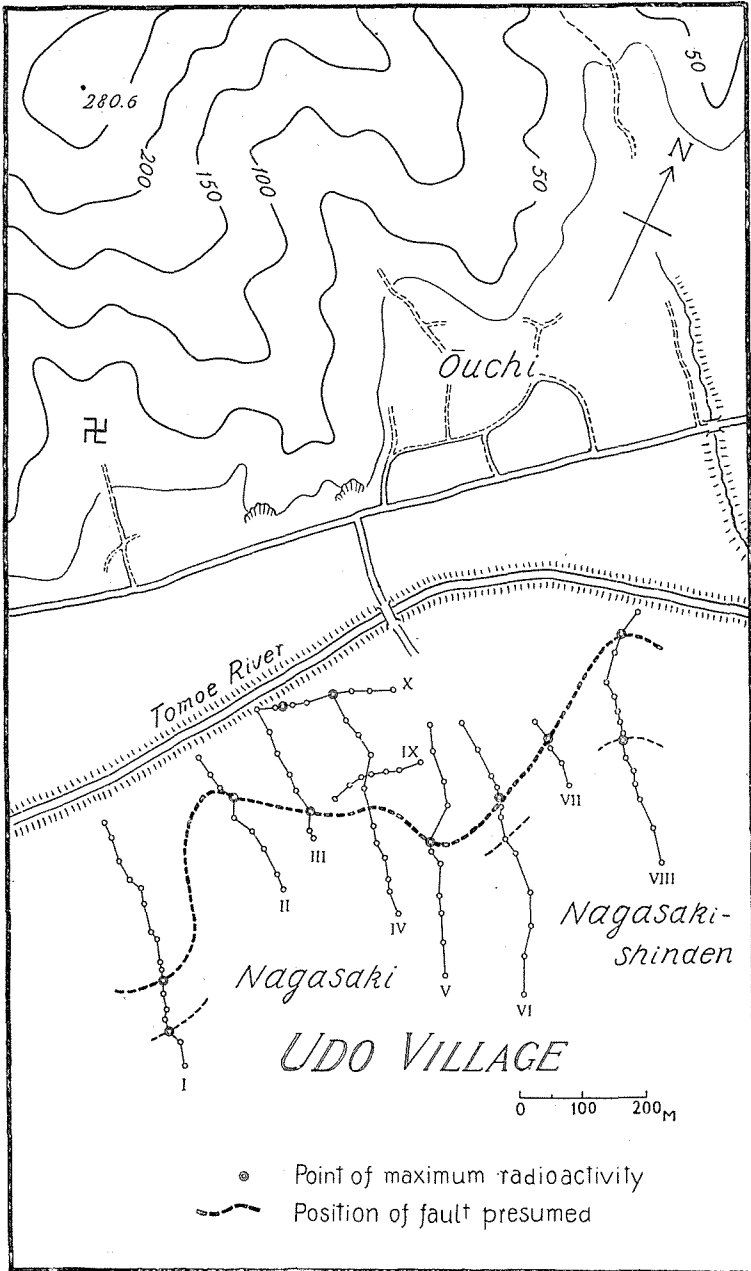 280.6
200
150
100
50
50
N
Ōuchi
卍
Tomoe River
X
IX
III
II
IV
V
VI
VII
VIII
I
Nagasaki
Nagasaki-
shinden
UDO VILLAGE
0 100 200M
Point of maximum radioactivity
Position of fault presumed